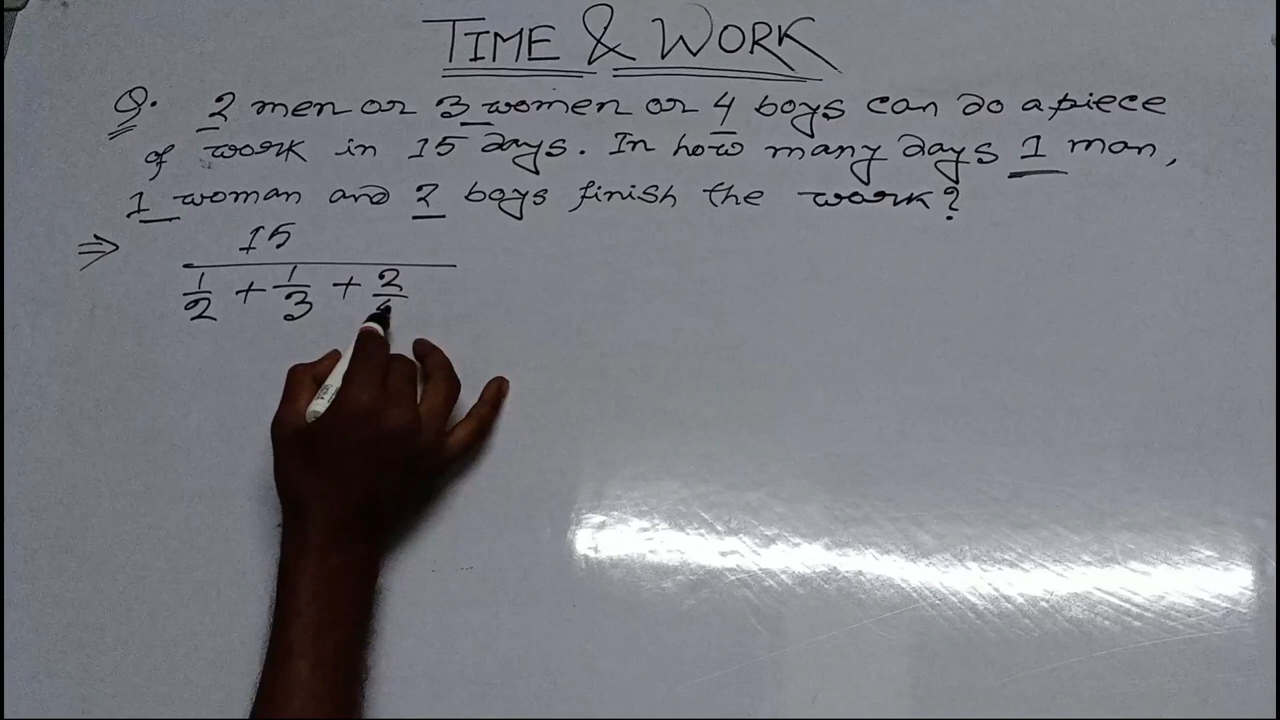 TIME & WORK
Q. 2 men or 3 women or 4 boys can do a piece
of work in 15 days. In how many days 1 man,
1 woman and 2 boys finish the work?
⇒ 15
1/2 + 1/3 + 2/4